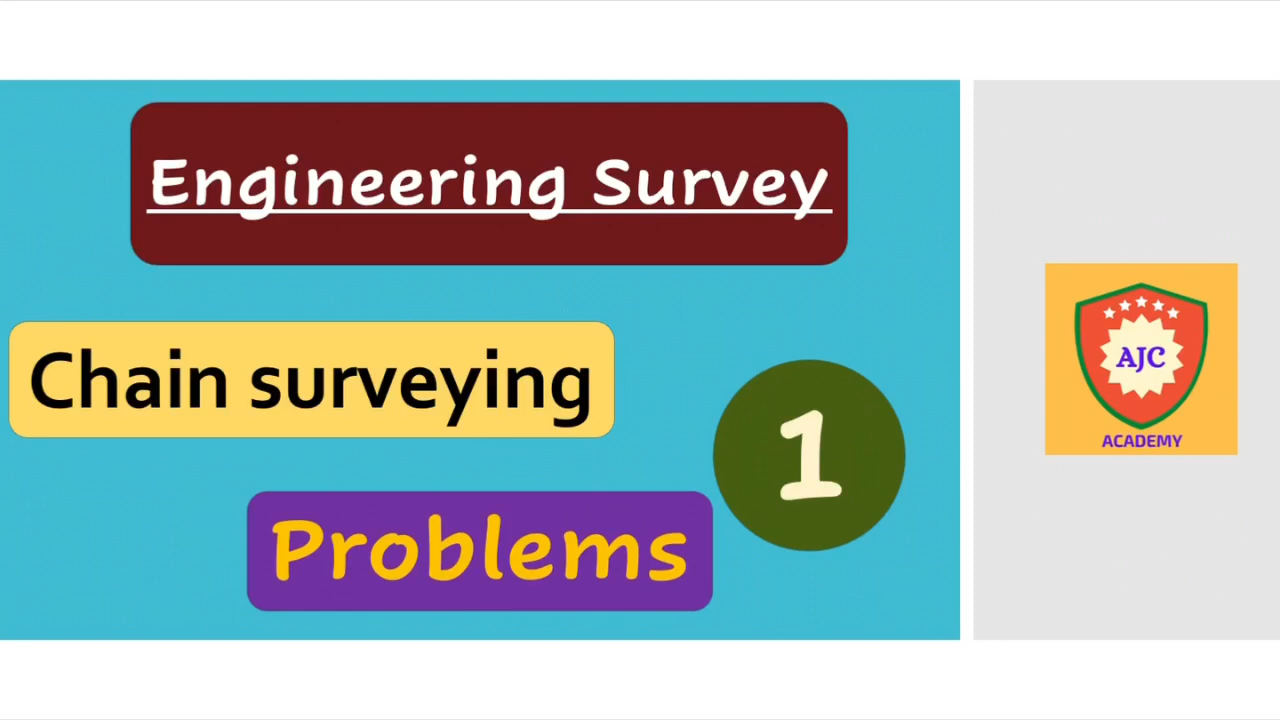 Engineering Survey
Chain surveying
1
Problems
AJC
ACADEMY